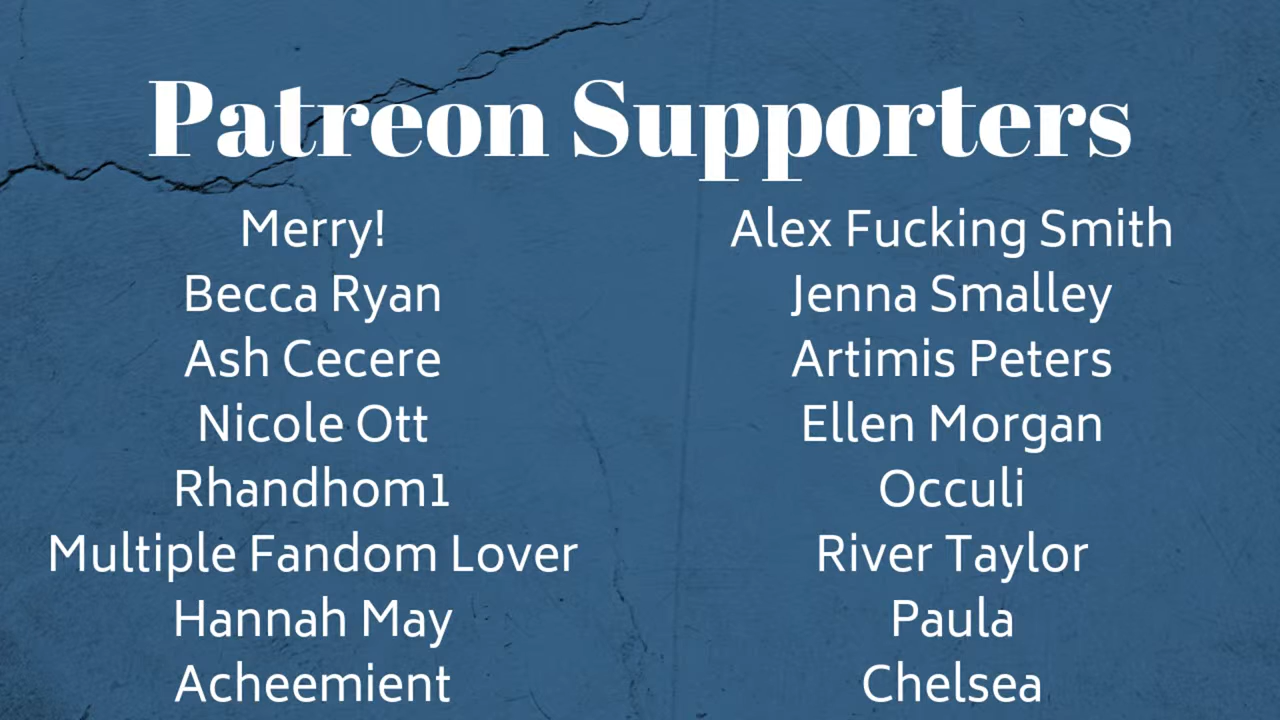 Patreon Supporters
Merry!
Becca Ryan
Ash Cecere
Nicole Ott
Rhandhom1
Multiple Fandom Lover
Hannah May
Acheemient
Alex Fucking Smith
Jenna Smalley
Artimis Peters
Ellen Morgan
Occuli
River Taylor
Paula
Chelsea